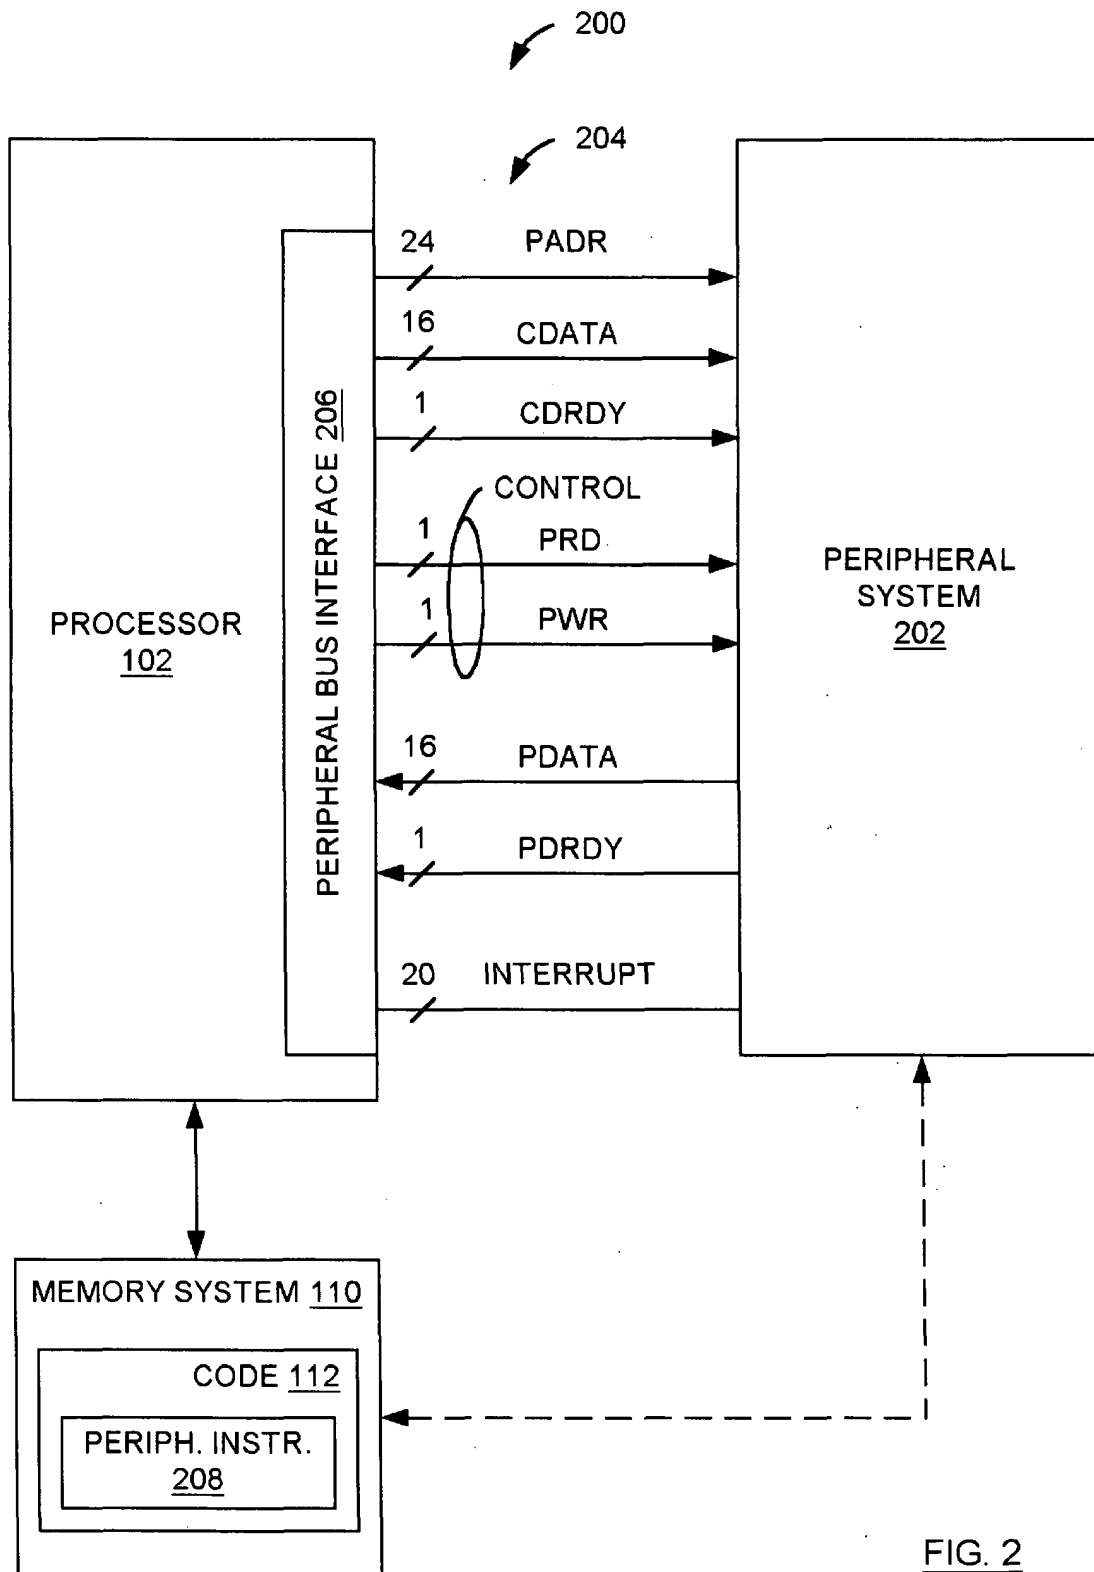 200
204
24 PADR
16 CDATA
1 CDRDY
CONTROL
1 PRD
1 PWR
16 PDATA
1 PDRDY
20 INTERRUPT
PERIPHERAL BUS INTERFACE 206
PROCESSOR
102
PERIPHERAL
SYSTEM
202
MEMORY SYSTEM 110
CODE 112
PERIPH. INSTR.
208
FIG. 2